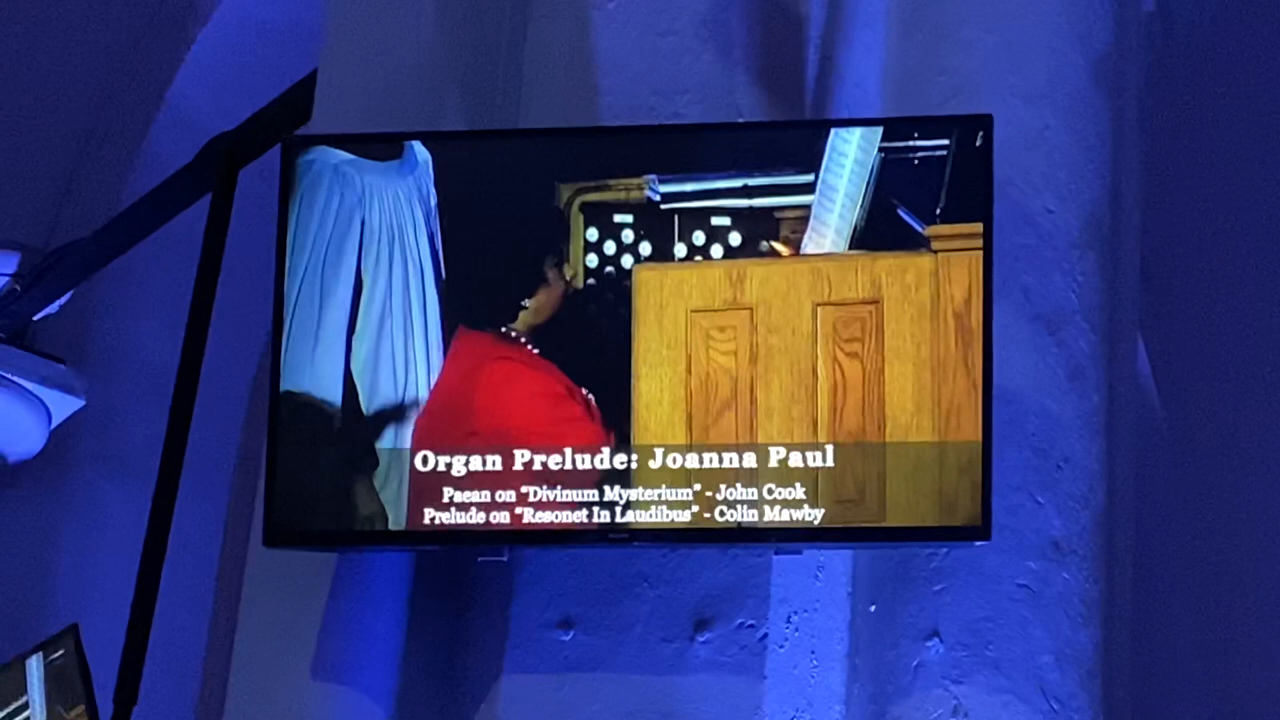 Organ Prelude: Joanna Paul
Paean on “Divinum Mysterium” - John Cook
Prelude on “Resonet In Laudibus” - Colin Mawby